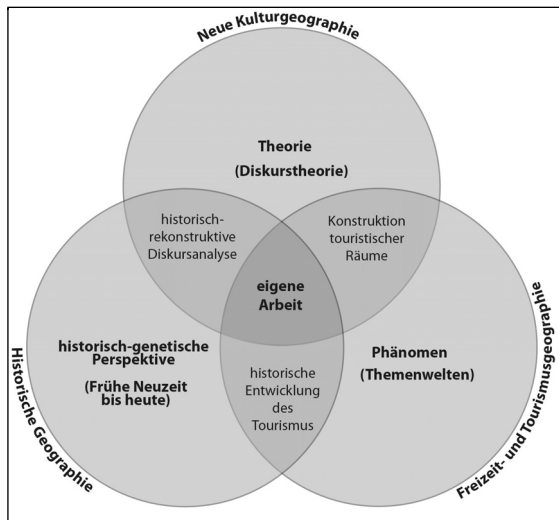 Neue Kulturgeographie
Theorie
(Diskurstheorie)
historisch-
rekonstruktive
Diskursanalyse
Konstruktion
touristischer
Räume
eigene
Arbeit
historisch-genetische
Perspektive
(Frühe Neuzeit
bis heute)
Phänomen
(Themenwelten)
historische
Entwicklung
des
Tourismus
Historische Geographie
Freizeit- und Tourismusgeographie